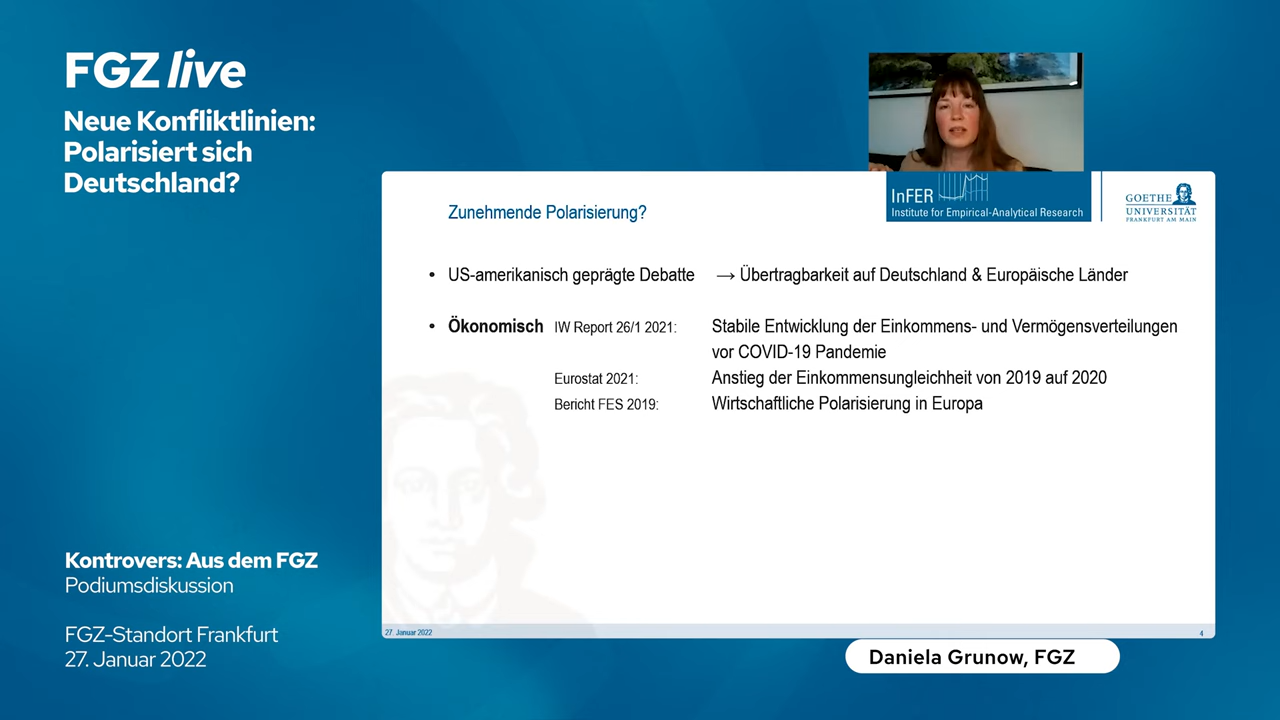 FGZ live
Neue Konfliktlinien:
Polarisiert sich
Deutschland?
InFER
Institute for Empirical-Analytical Research
GOETHE
UNIVERSITÄT
FRANKFURT AM MAIN
Zunehmende Polarisierung?
• US-amerikanisch geprägte Debatte → Übertragbarkeit auf Deutschland & Europäische Länder
• Ökonomisch IW Report 26/1 2021: Stabile Entwicklung der Einkommens- und Vermögensverteilungen
vor COVID-19 Pandemie
Eurostat 2021: Anstieg der Einkommensungleichheit von 2019 auf 2020
Bericht FES 2019: Wirtschaftliche Polarisierung in Europa
27. Januar 2022 4
Kontrovers: Aus dem FGZ
Podiumsdiskussion
FGZ-Standort Frankfurt
27. Januar 2022
Daniela Grunow, FGZ